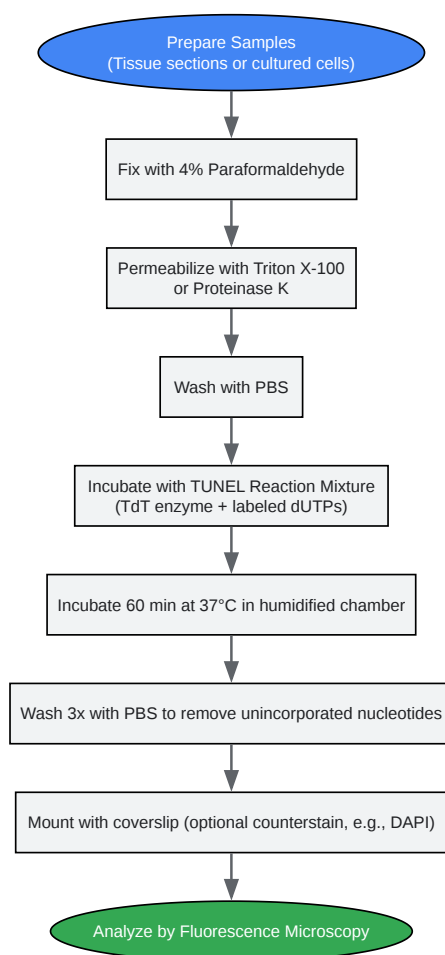 Prepare Samples
(Tissue sections or cultured cells)
Fix with 4% Paraformaldehyde
Permeabilize with Triton X-100
or Proteinase K
Wash with PBS
Incubate with TUNEL Reaction Mixture
(TdT enzyme + labeled dUTPs)
Incubate 60 min at 37°C in humidified chamber
Wash 3x with PBS to remove unincorporated nucleotides
Mount with coverslip (optional counterstain, e.g., DAPI)
Analyze by Fluorescence Microscopy